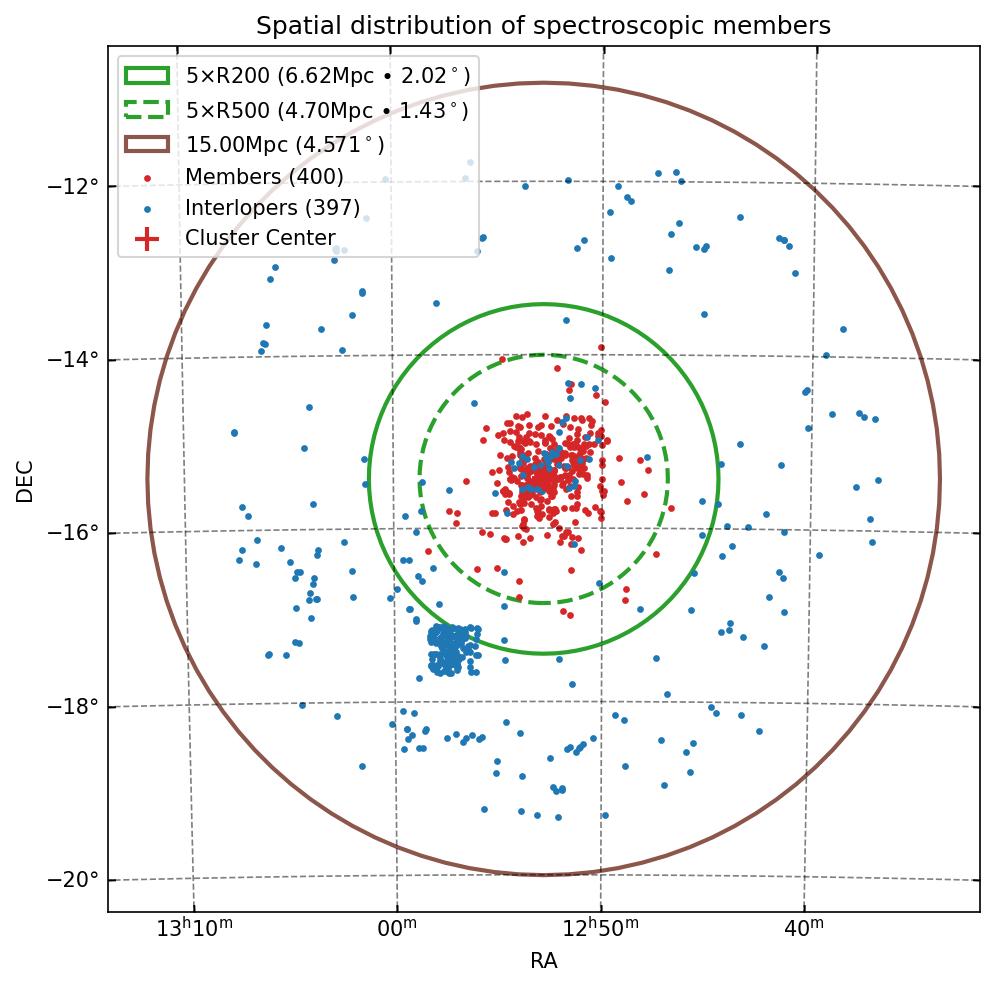 Spatial distribution of spectroscopic members
5×R200 (6.62Mpc • 2.02°)
5×R500 (4.70Mpc • 1.43°)
15.00Mpc (4.571°)
Members (400)
Interlopers (397)
Cluster Center
DEC
−12°
−14°
−16°
−18°
−20°
13ʰ10ᵐ 00ᵐ 12ʰ50ᵐ 40ᵐ
RA